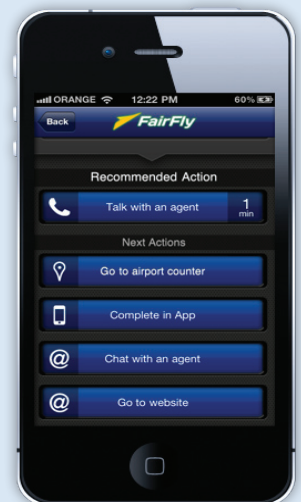 ORANGE 12:22 PM 60%
Back FairFly
Recommended Action
Talk with an agent 1 min
Next Actions
Go to airport counter
Complete in App
Chat with an agent
@ Go to website